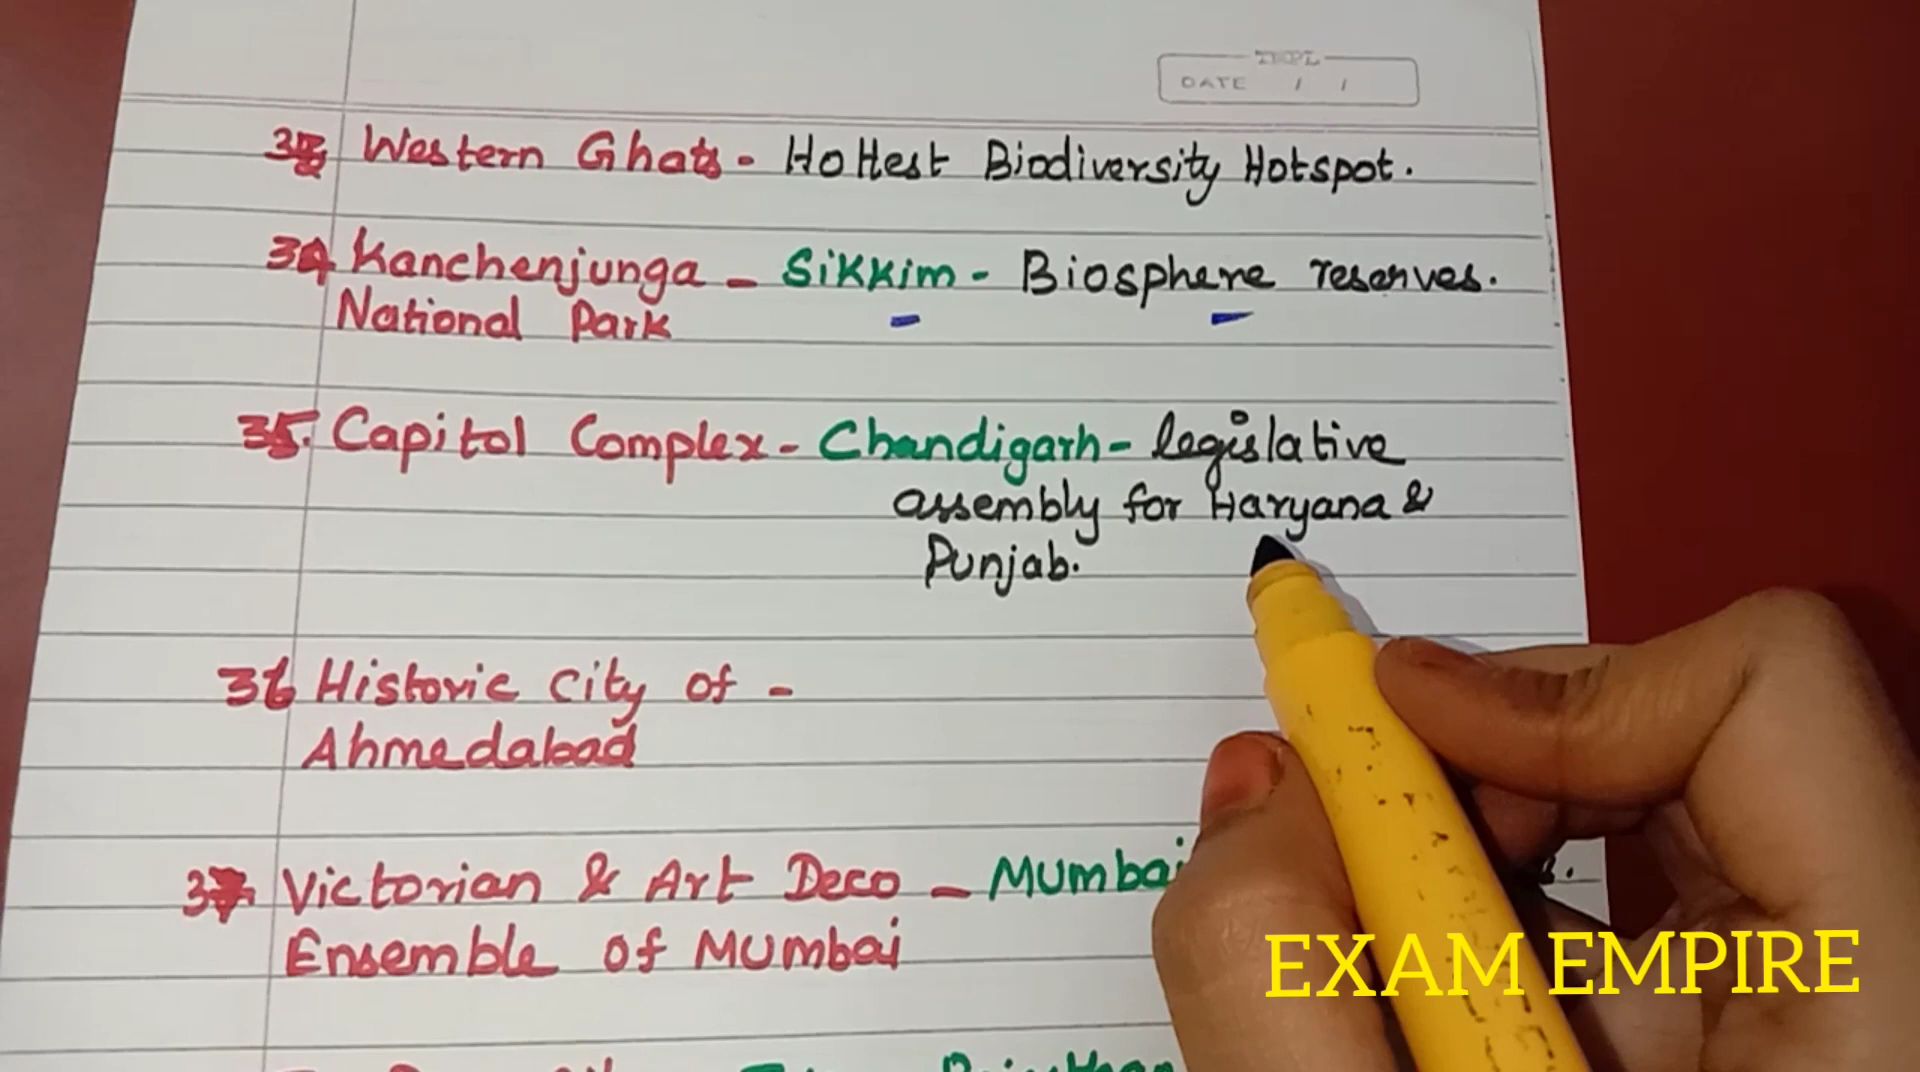 TEPL
DATE / /
33 Western Ghats - Hottest Biodiversity Hotspot.
34 Kanchenjunga - Sikkim - Biosphere reserves.
National Park
35. Capitol Complex - Chandigarh - legislative
assembly for Haryana &
Punjab.
36 Historic City of -
Ahmedabad
37. Victorian & Art Deco - Mumbai
Ensemble of Mumbai
EXAM EMPIRE